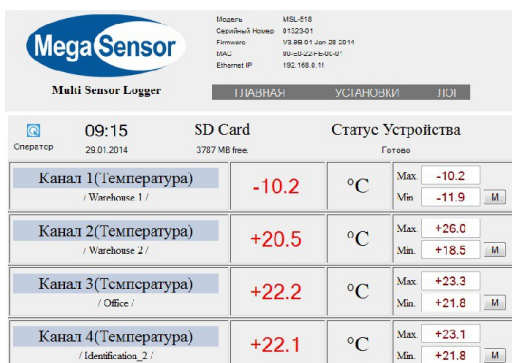 Модель MSL-518
Серийный Номер 01323-01
Firmware V3.9B 01 Jan 28 2014
MAC
Ethernet IP 192.168.0.11
MegaSensor
Multi Sensor Logger
ГЛАВНАЯ УСТАНОВКИ ЛОГ
09:15 SD Card Статус Устройства
Оператор 29.01.2014 3787 MB free. Готово
Канал 1(Температура)
/ Warehouse 1 /
-10.2 °C
Max -10.2
Min -11.9 M
Канал 2(Температура)
/ Warehouse 2 /
+20.5 °C
Max +26.0
Min. +18.5 M
Канал 3(Температура)
/ Office /
+22.2 °C
Max. +23.3
Min. +21.8 M
Канал 4(Температура)
/ Identification_2 /
+22.1 °C
Max. +23.1
Min. +21.8 M